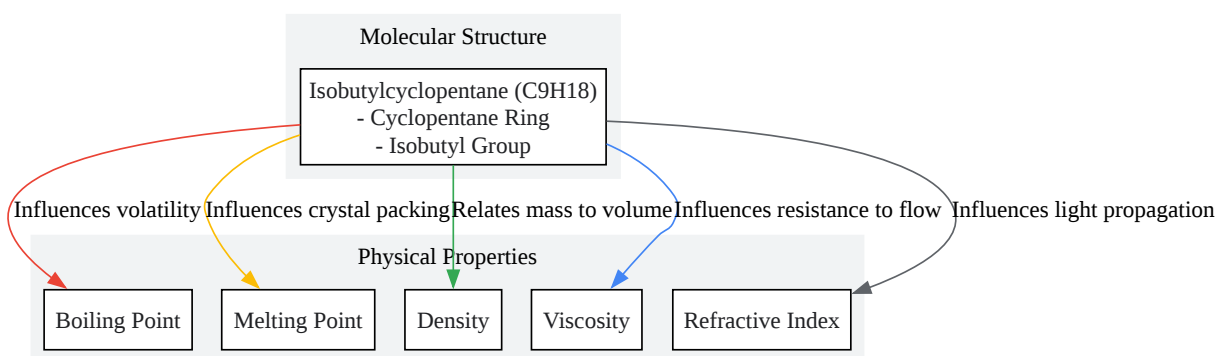 Molecular Structure
Isobutylcyclopentane (C9H18)
- Cyclopentane Ring
- Isobutyl Group
Influences volatility
Influences crystal packing
Relates mass to volume
Influences resistance to flow
Influences light propagation
Physical Properties
Boiling Point
Melting Point
Density
Viscosity
Refractive Index